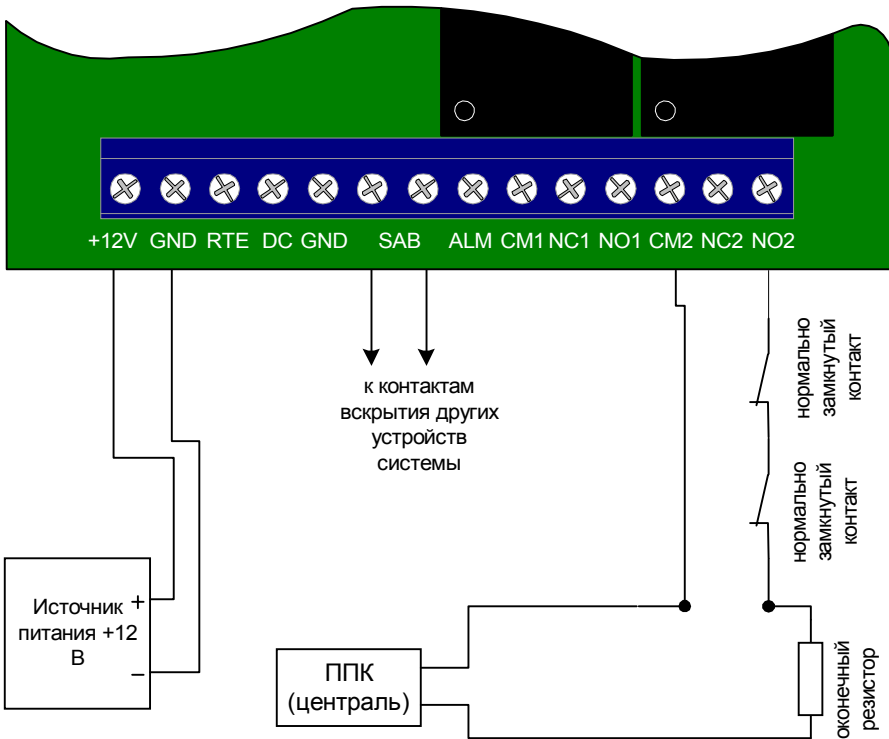 +12V GND RTE DC GND SAB ALM CM1 NC1 NO1 CM2 NC2 NO2
к контактам
вскрытия других
устройств
системы
нормально
замкнутый
контакт
нормально
замкнутый
контакт
Источник
питания +12
В
+
−
ППК
(централь)
оконечный
резистор